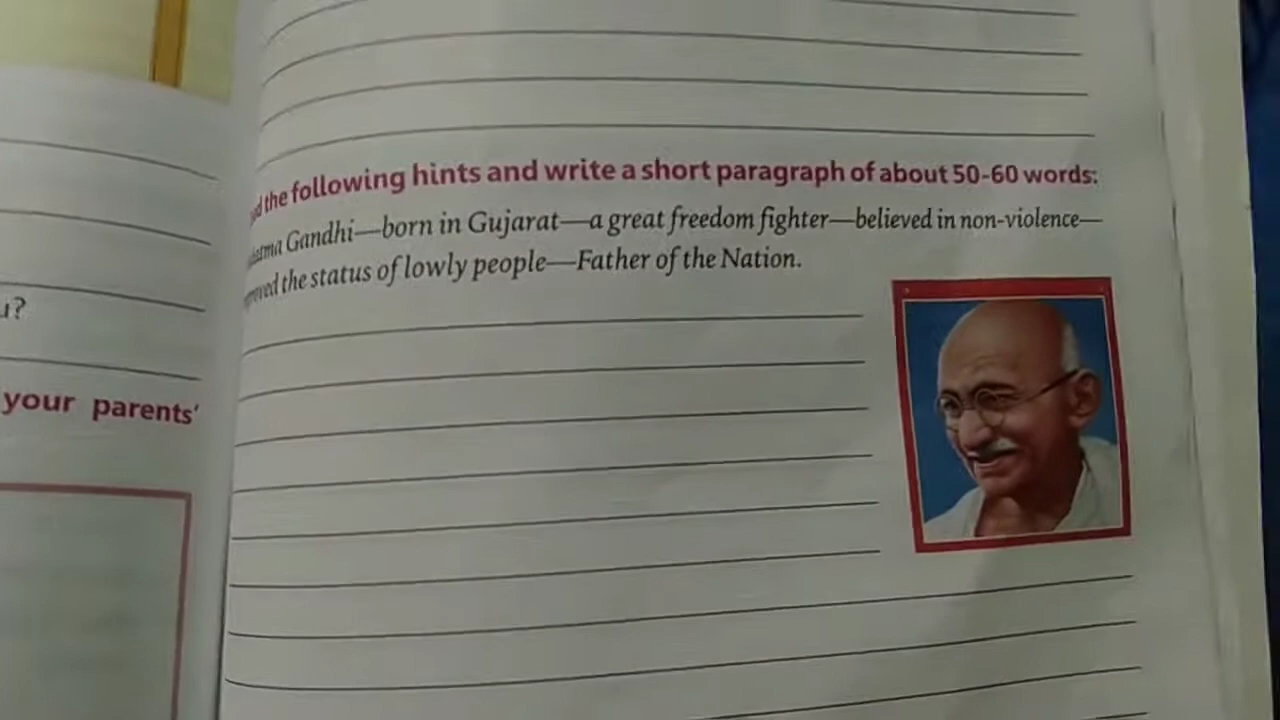 u?
your parents'
the following hints and write a short paragraph of about 50-60 words:
Gandhi—born in Gujarat—a great freedom fighter—believed in non-violence—
the status of lowly people—Father of the Nation.